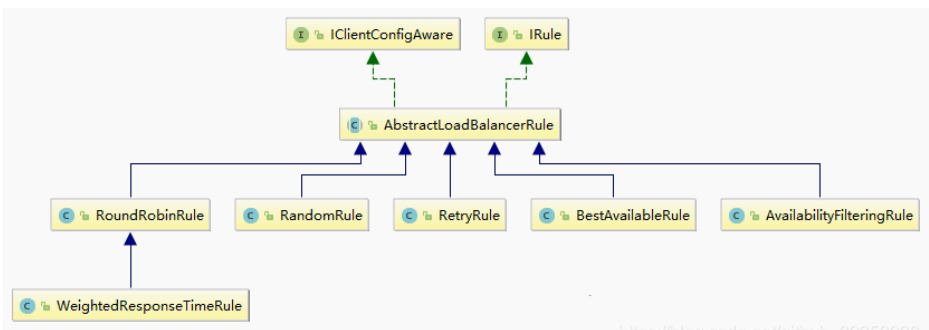 IClientConfigAware
IRule
AbstractLoadBalancerRule
RoundRobinRule
RandomRule
RetryRule
BestAvailableRule
AvailabilityFilteringRule
WeightedResponseTimeRule